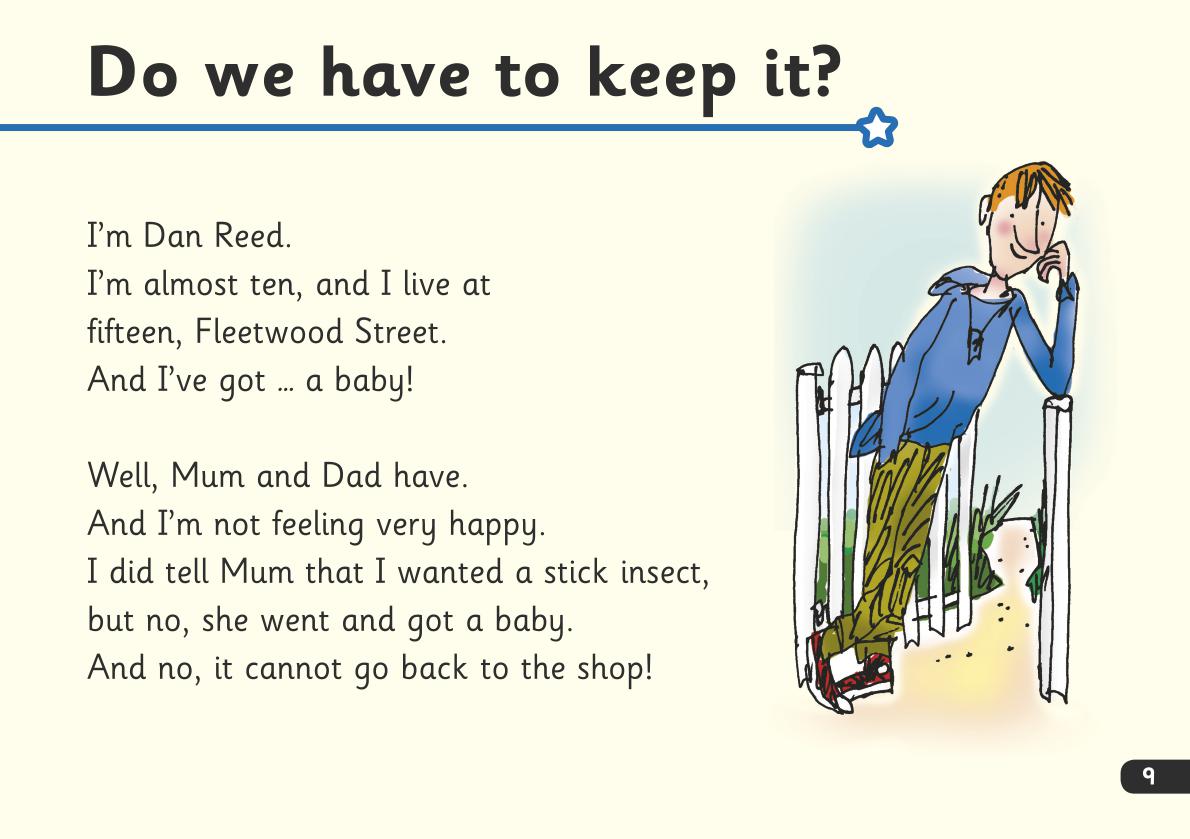 Do we have to keep it?
I'm Dan Reed.
I'm almost ten, and I live at
fifteen, Fleetwood Street.
And I've got ... a baby!
Well, Mum and Dad have.
And I'm not feeling very happy.
I did tell Mum that I wanted a stick insect,
but no, she went and got a baby.
And no, it cannot go back to the shop!
9